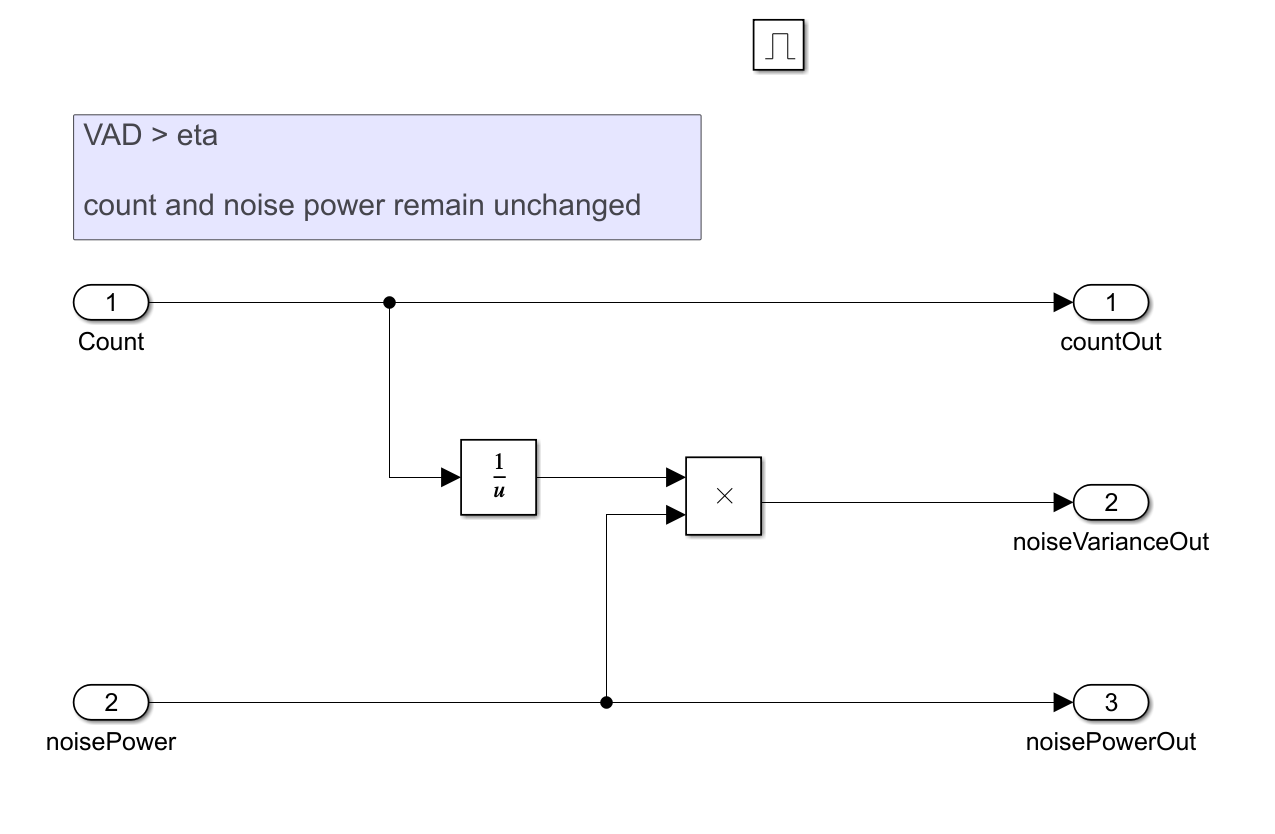 VAD > eta
count and noise power remain unchanged
1
1
Count
countOut
1
u
×
2
noiseVarianceOut
2
3
noisePower
noisePowerOut